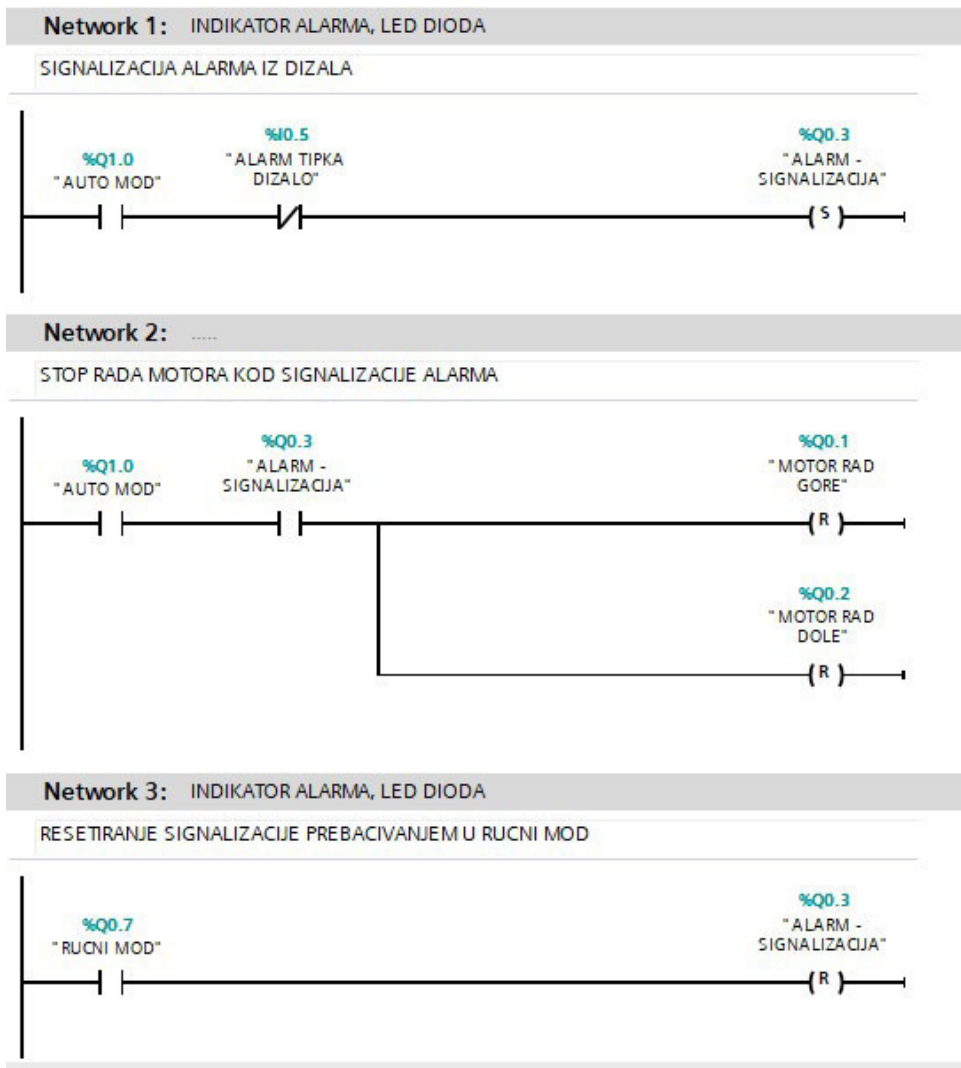 Network 1: INDIKATOR ALARMA, LED DIODA
SIGNALIZACIJA ALARMA IZ DIZALA
%Q1.0
"AUTO MOD"
%I0.5
"ALARM TIPKA
DIZALO"
%Q0.3
"ALARM -
SIGNALIZACIJA"
S
Network 2: .....
STOP RADA MOTORA KOD SIGNALIZACIJE ALARMA
%Q1.0
"AUTO MOD"
%Q0.3
"ALARM -
SIGNALIZACIJA"
%Q0.1
"MOTOR RAD
GORE"
R
%Q0.2
"MOTOR RAD
DOLE"
R
Network 3: INDIKATOR ALARMA, LED DIODA
RESETIRANJE SIGNALIZACIJE PREBACIVANJEM U RUCNI MOD
%Q0.7
"RUCNI MOD"
%Q0.3
"ALARM -
SIGNALIZACIJA"
R